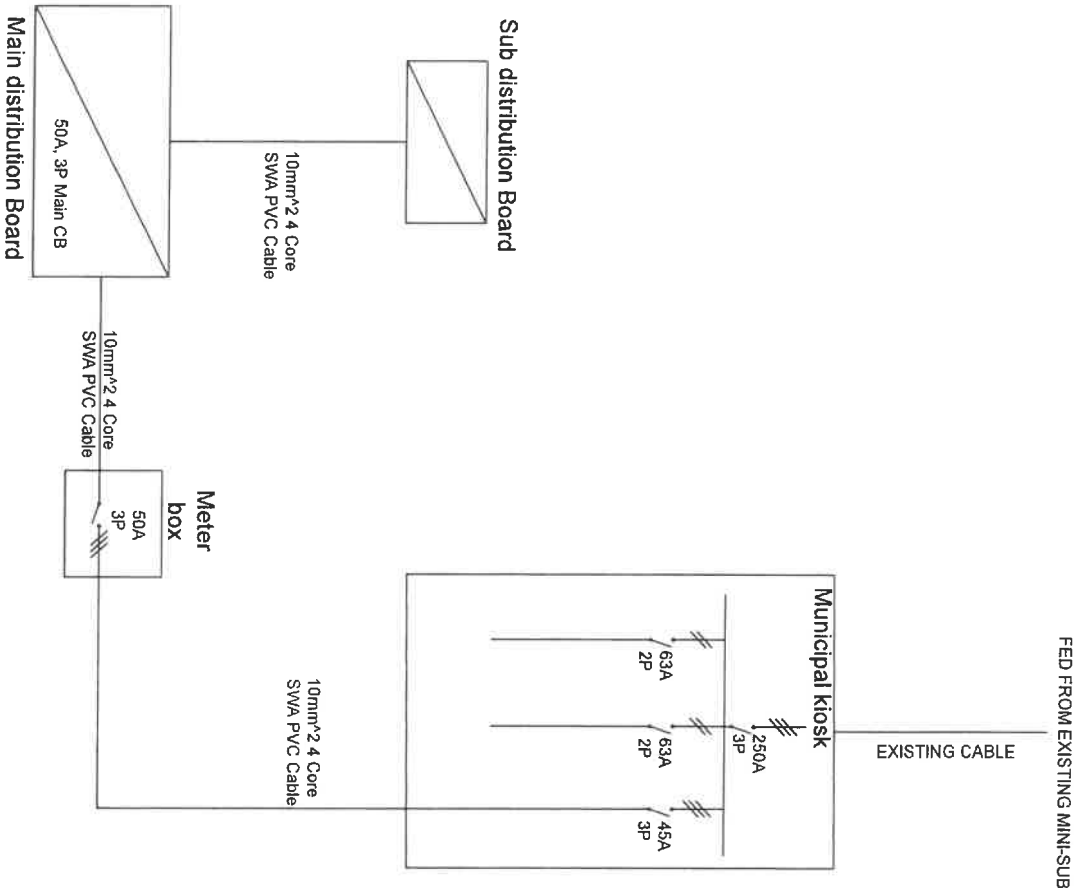 FED FROM EXISTING MINI-SUB
EXISTING CABLE
Municipal kiosk
250A
3P
63A
2P
63A
2P
45A
3P
10mm^2 4 Core
SWA PVC Cable
Meter
box
50A
3P
10mm^2 4 Core
SWA PVC Cable
Main distribution Board
50A, 3P Main CB
10mm^2 4 Core
SWA PVC Cable
Sub distribution Board